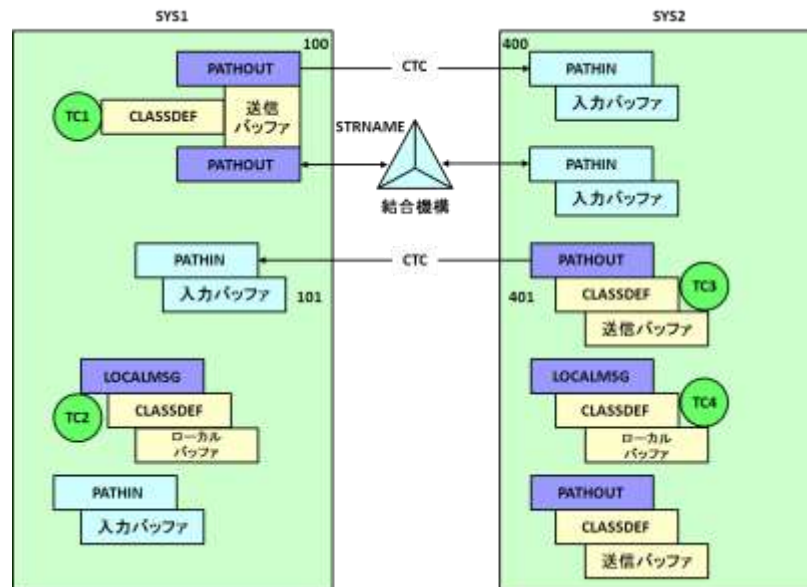 SYS1
SYS2
100
400
PATHOUT
CTC
PATHIN
入力バッファ
TC1
CLASSDEF
送信
バッファ
STRNAME
PATHOUT
結合機構
PATHIN
入力バッファ
PATHIN
入力バッファ
101
CTC
PATHOUT
401
CLASSDEF
TC3
送信バッファ
LOCALMSG
TC2
CLASSDEF
ローカル
バッファ
LOCALMSG
CLASSDEF
TC4
ローカル
バッファ
PATHIN
入力バッファ
PATHOUT
CLASSDEF
送信バッファ